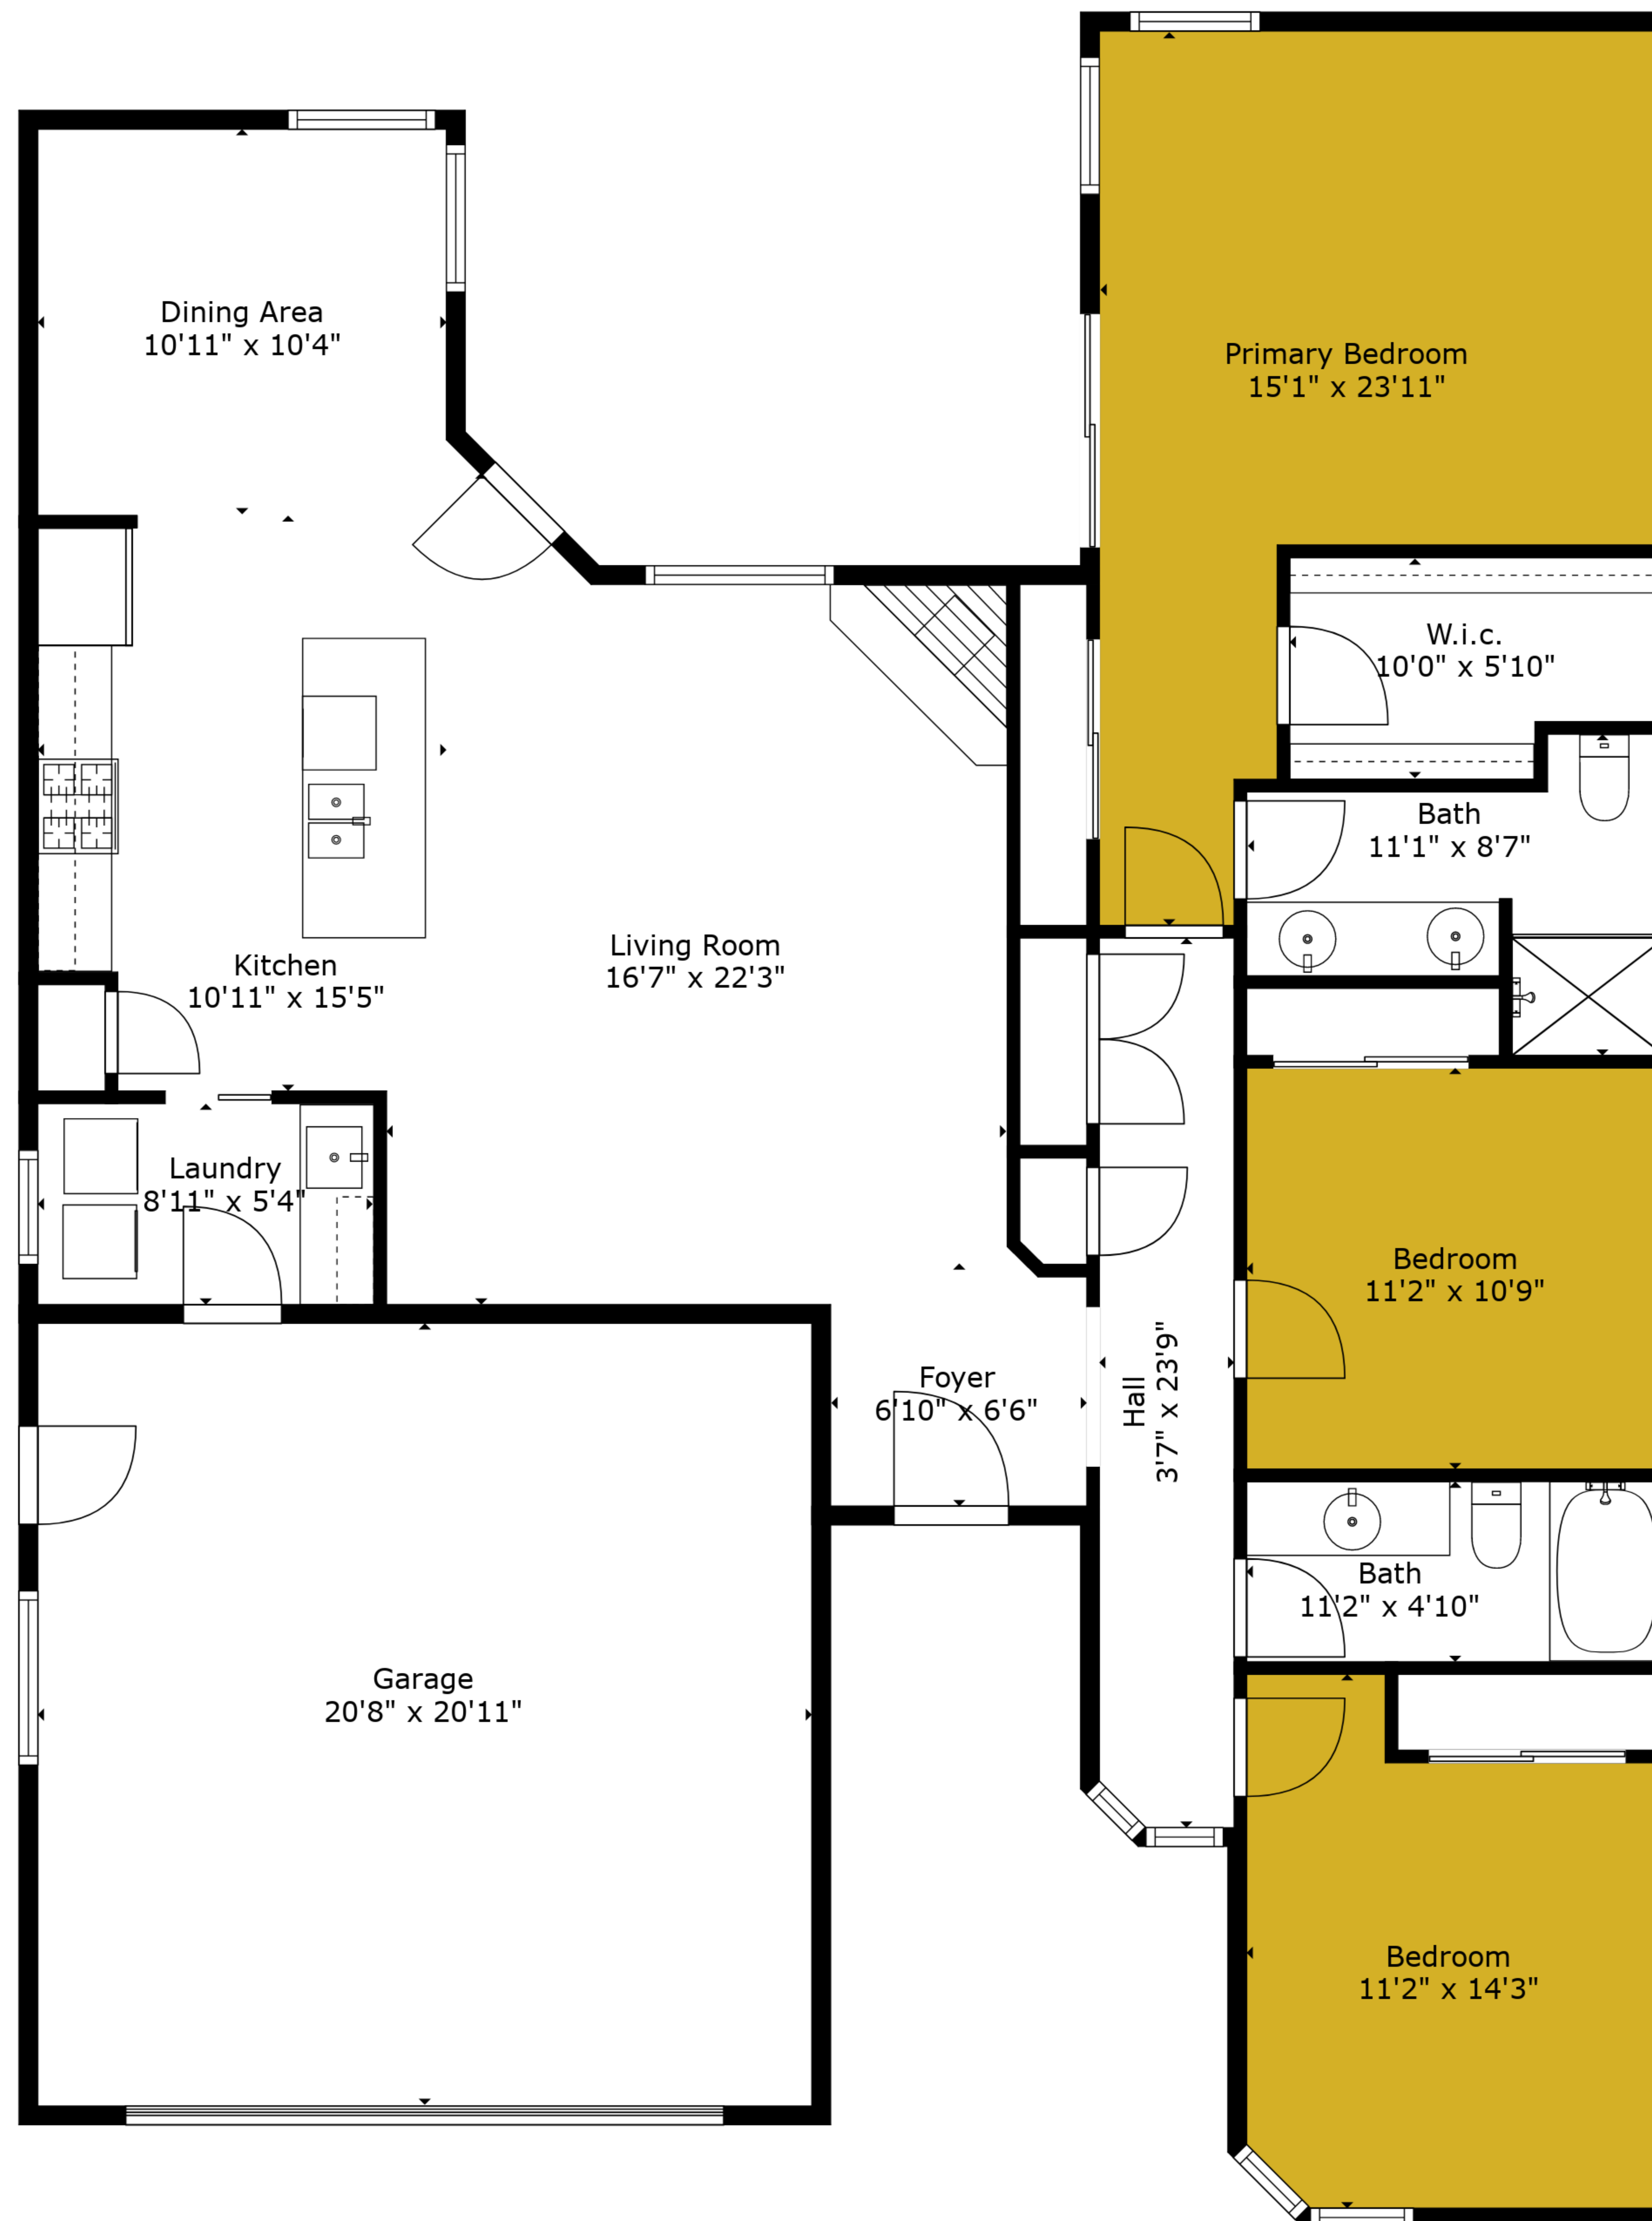 Dining Area
10'11" x 10'4"
Primary Bedroom
15'1" x 23'11"
W.i.c.
10'0" x 5'10"
Bath
11'1" x 8'7"
Living Room
16'7" x 22'3"
Kitchen
10'11" x 15'5"
Laundry
8'11" x 5'4"
Bedroom
11'2" x 10'9"
Foyer
6'10" x 6'6"
Hall
3'7" x 23'9"
Bath
11'2" x 4'10"
Garage
20'8" x 20'11"
Bedroom
11'2" x 14'3"